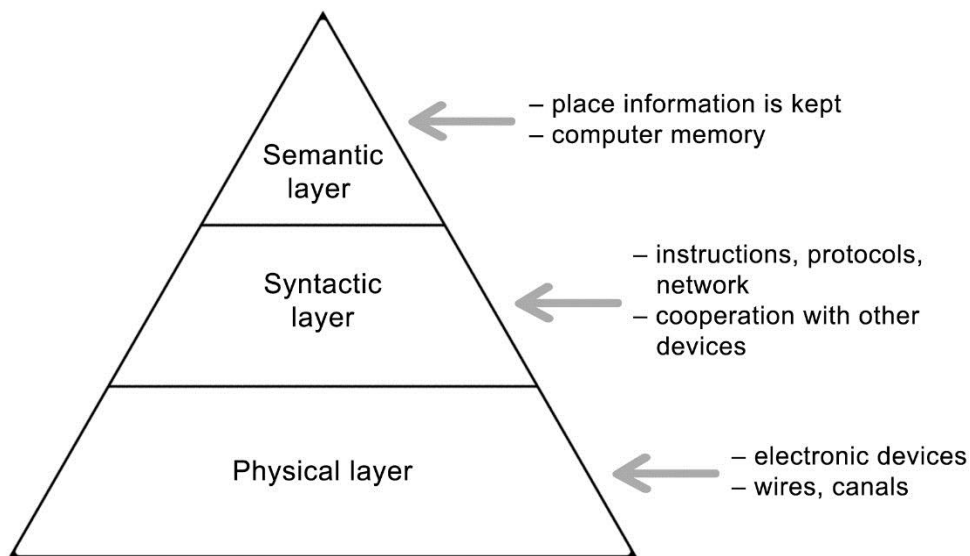 – place information is kept
– computer memory
Semantic
layer
– instructions, protocols,
network
– cooperation with other
devices
Syntactic
layer
Physical layer
– electronic devices
– wires, canals